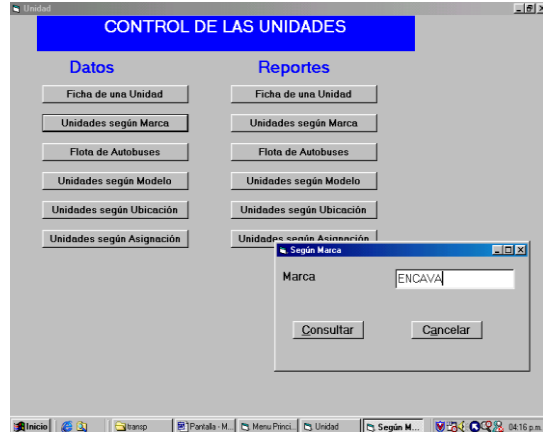 Unidad
CONTROL DE LAS UNIDADES
Datos
Reportes
Ficha de una Unidad
Ficha de una Unidad
Unidades según Marca
Unidades según Marca
Flota de Autobuses
Flota de Autobuses
Unidades según Modelo
Unidades según Modelo
Unidades según Ubicación
Unidades según Ubicación
Unidades según Asignación
Unidades según Asignación
Según Marca
Marca
ENCAVA
Consultar
Cancelar
Inicio
transp
Pantalla - M...
Menu Princi...
Unidad
Según M...
04:16 p.m.